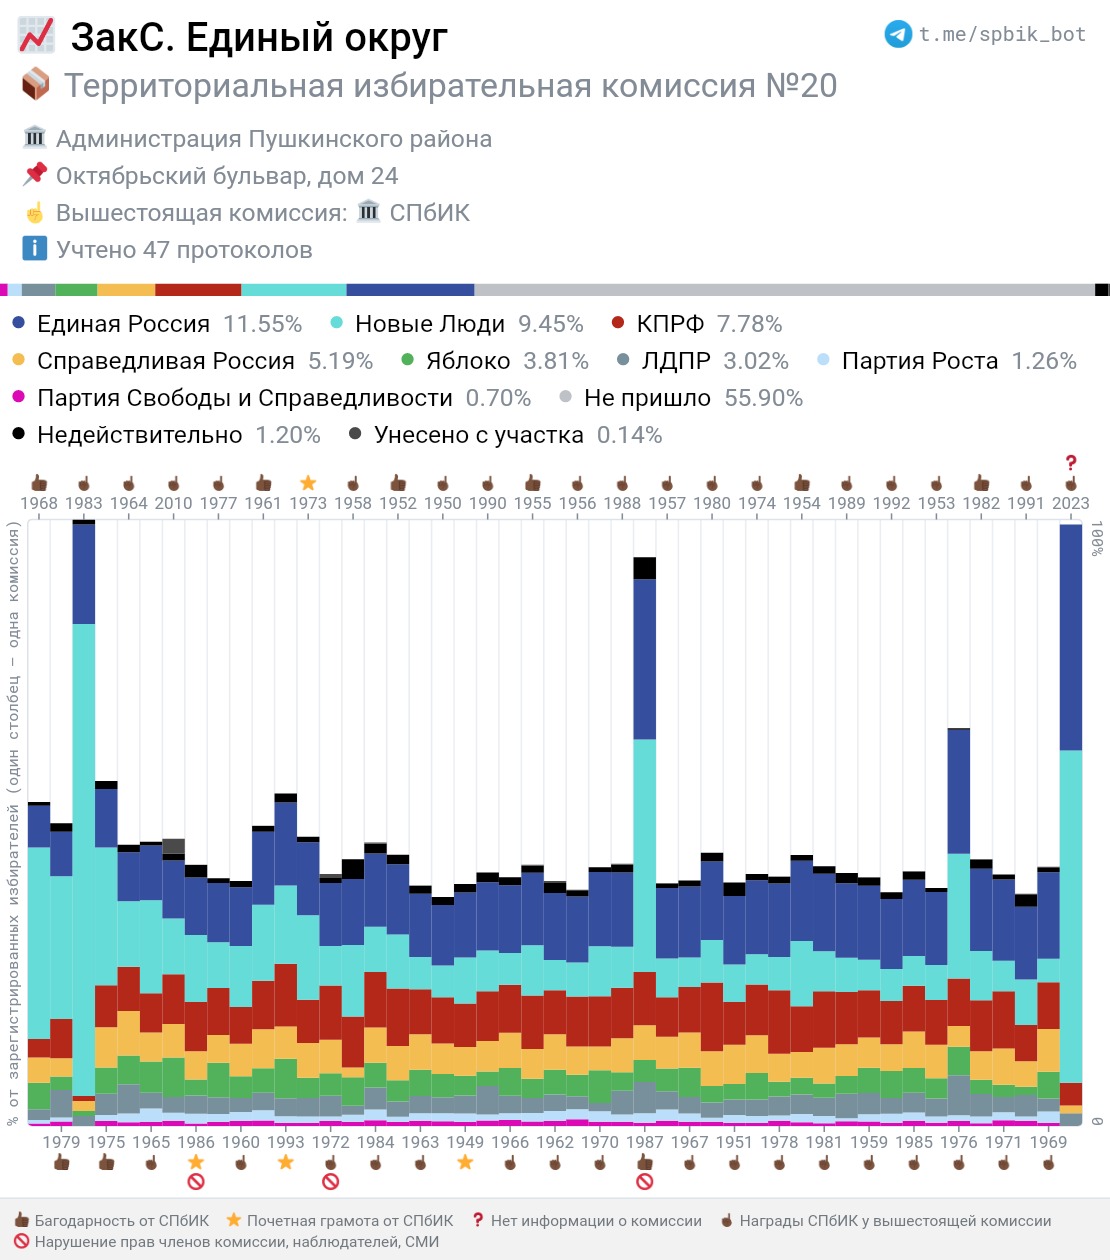 ЗакС. Единый округ
t.me/spbik_bot
Территориальная избирательная комиссия №20
Администрация Пушкинского района
Октябрьский бульвар, дом 24
Вышестоящая комиссия: СПбИК
Учтено 47 протоколов
Единая Россия 11.55% Новые Люди 9.45% КПРФ 7.78%
Справедливая Россия 5.19% Яблоко 3.81% ЛДПР 3.02% Партия Роста 1.26%
Партия Свободы и Справедливости 0.70% Не пришло 55.90%
Недействительно 1.20% Унесено с участка 0.14%
1968 1983 1964 2010 1977 1961 1973 1958 1952 1950 1990 1955 1956 1988 1957 1980 1974 1954 1989 1992 1953 1982 1991 2023
% от зарегистрированных избирателей (один столбец – одна комиссия)
100%
0
1979 1975 1965 1986 1960 1993 1972 1984 1963 1949 1966 1962 1970 1987 1967 1951 1978 1981 1959 1985 1976 1971 1969
Багодарность от СПбИК Почетная грамота от СПбИК Нет информации о комиссии Награды СПбИК у вышестоящей комиссии
Нарушение прав членов комиссии, наблюдателей, СМИ